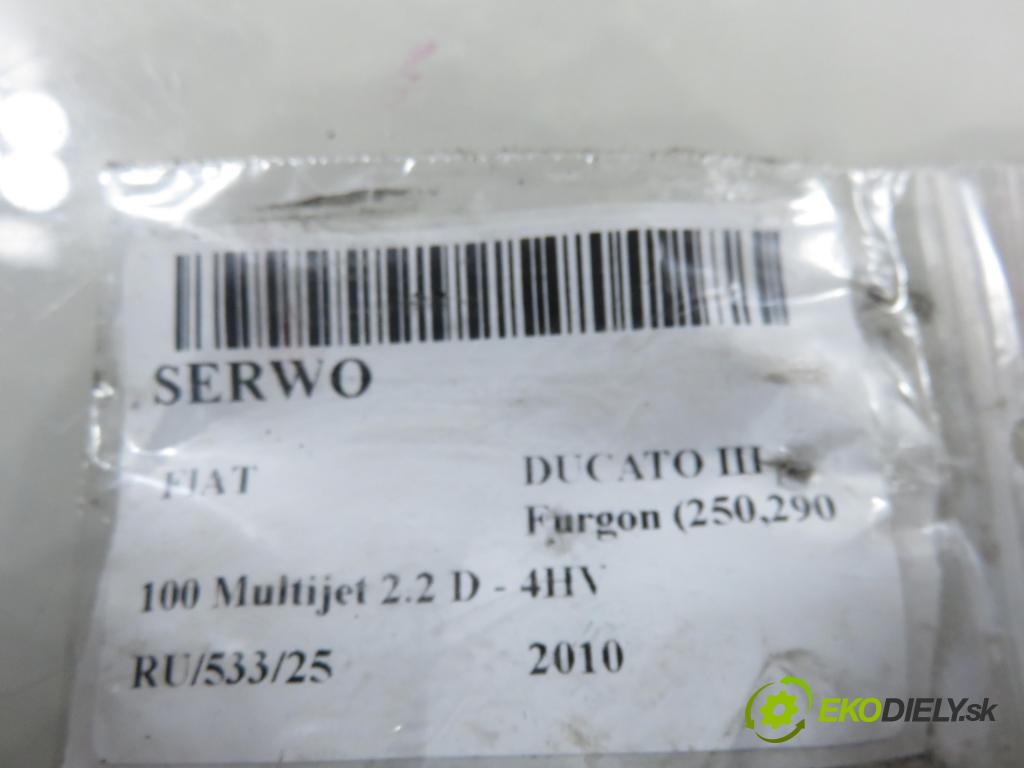 SERWO
FIAT DUCATO III
Furgon (250,290
100 Multijet 2.2 D - 4HV
RU/533/25 2010
EKODIELY.sk